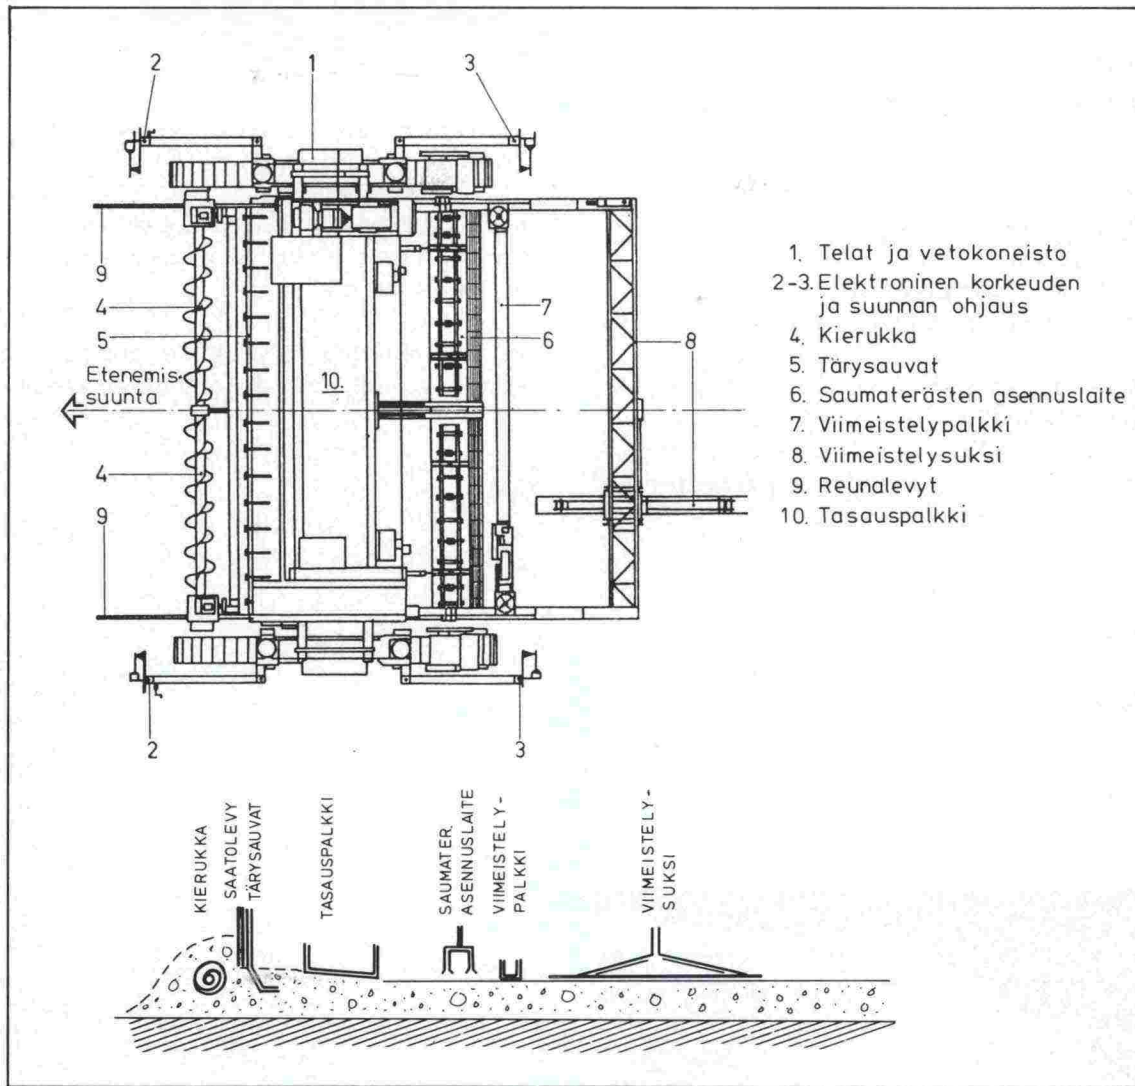 2
1
3
9
4
5
Etenemis-
suunta
4
9
10.
7
6
8
2
3
1. Telat ja vetokoneisto
2-3. Elektroninen korkeuden
ja suunnan ohjaus
4. Kierukka
5. Tärysauvat
6. Saumaterästen asennuslaite
7. Viimeistelypalkki
8. Viimeistelysuksi
9. Reunalevyt
10. Tasauspalkki
KIERUKKA
SAATOLEVY
TÄRYSAUVAT
TASAUSPALKKI
SAUMATER.
ASENNUSLAITE
VIIMEISTELY-
PALKKI
VIIMEISTELY-
SUKSI